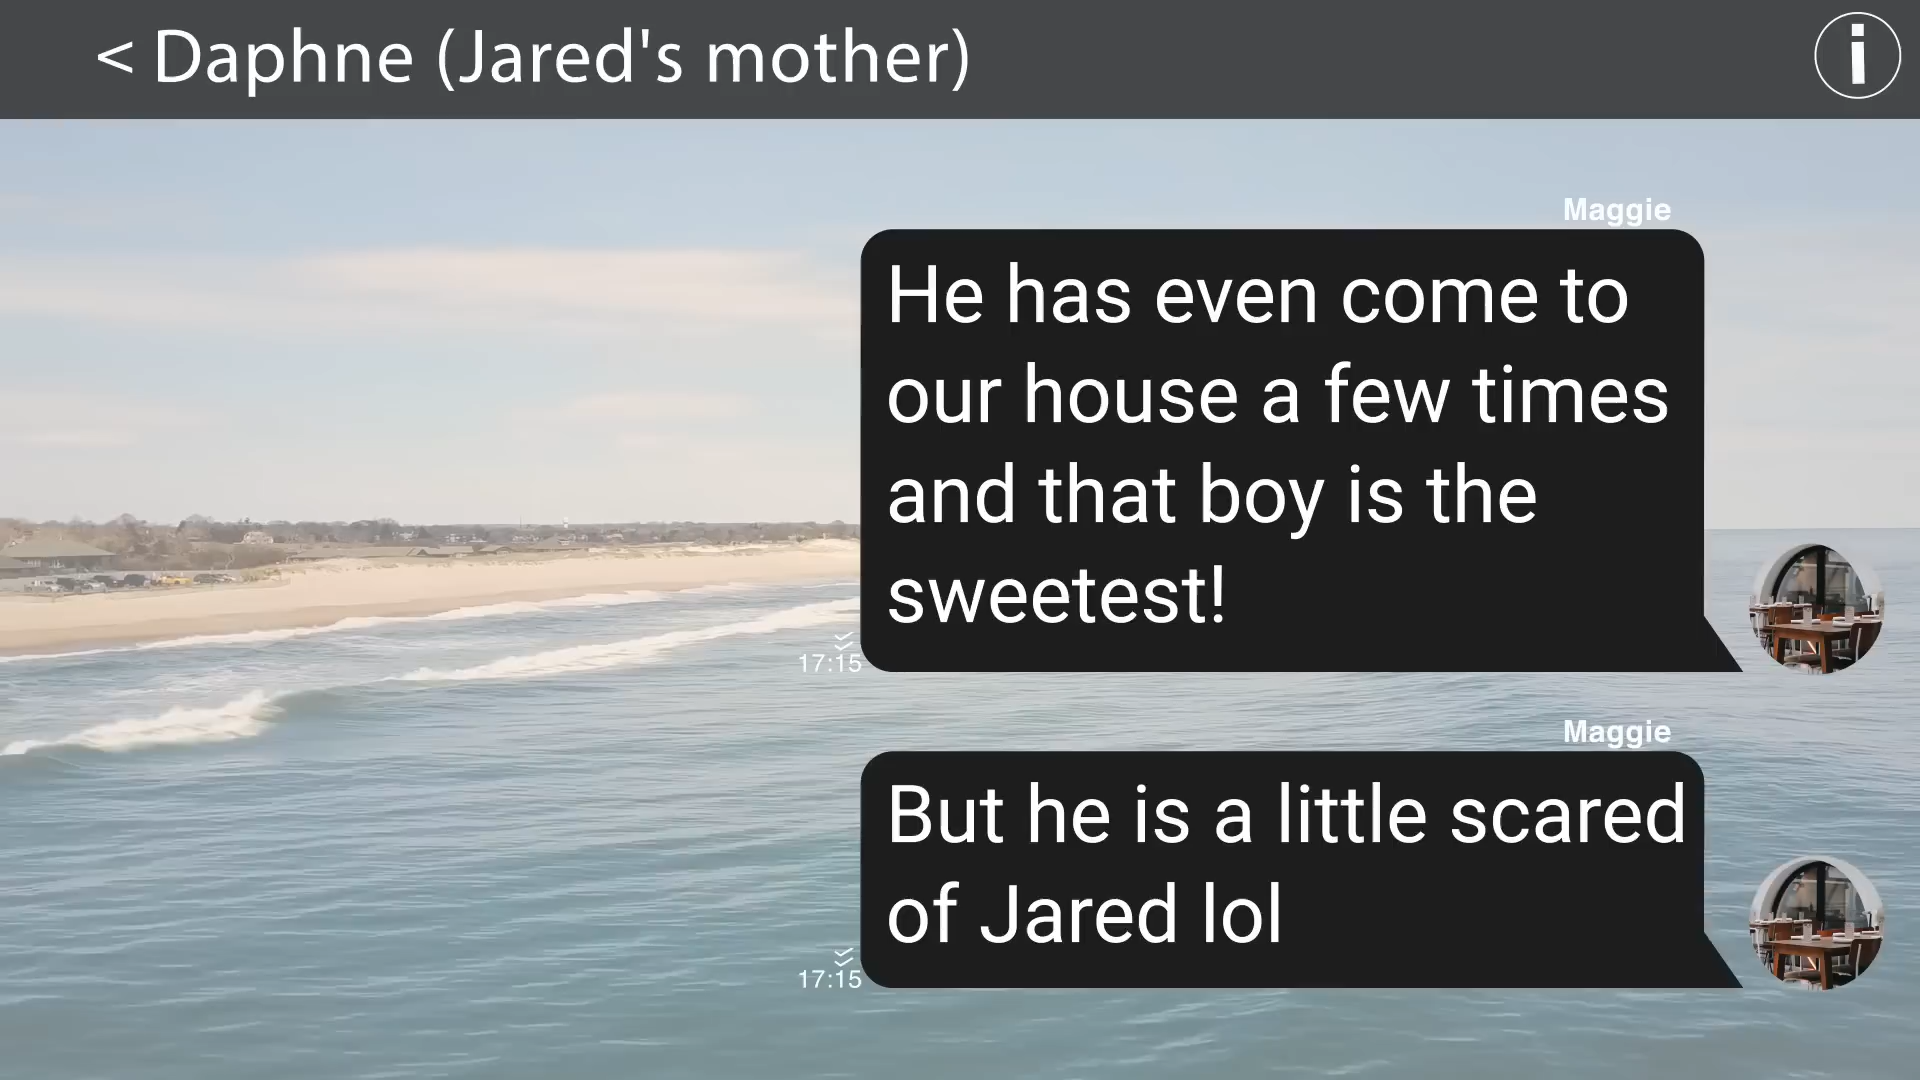 < Daphne (Jared's mother)
i
Maggie
He has even come to
our house a few times
and that boy is the
sweetest!
17:15
Maggie
But he is a little scared
of Jared lol
17:15